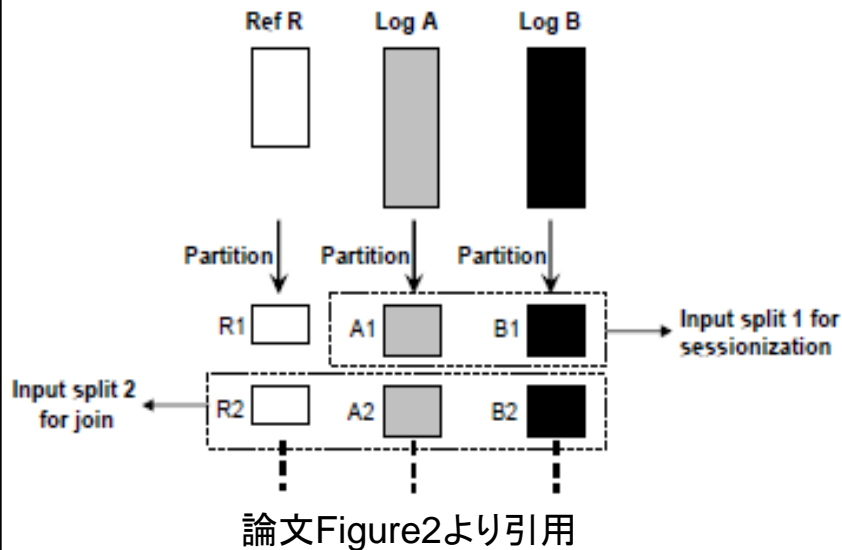 Ref R
Log A
Log B
Partition
Partition
Partition
R1
A1
B1
Input split 1 for
sessionization
Input split 2
for join
R2
A2
B2
論文Figure2より引用